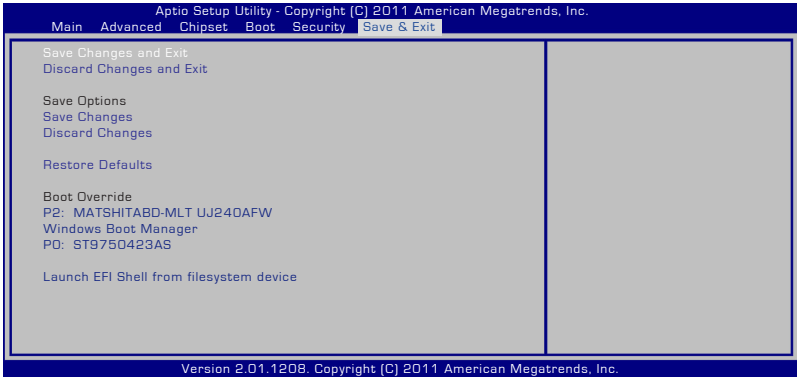 Aptio Setup Utility - Copyright (C) 2011 American Megatrends, Inc.
Main Advanced Chipset Boot Security Save & Exit
Save Changes and Exit
Discard Changes and Exit
Save Options
Save Changes
Discard Changes
Restore Defaults
Boot Override
P2: MATSHITABD-MLT UJ240AFW
Windows Boot Manager
P0: ST9750423AS
Launch EFI Shell from filesystem device
Version 2.01.1208. Copyright (C) 2011 American Megatrends, Inc.